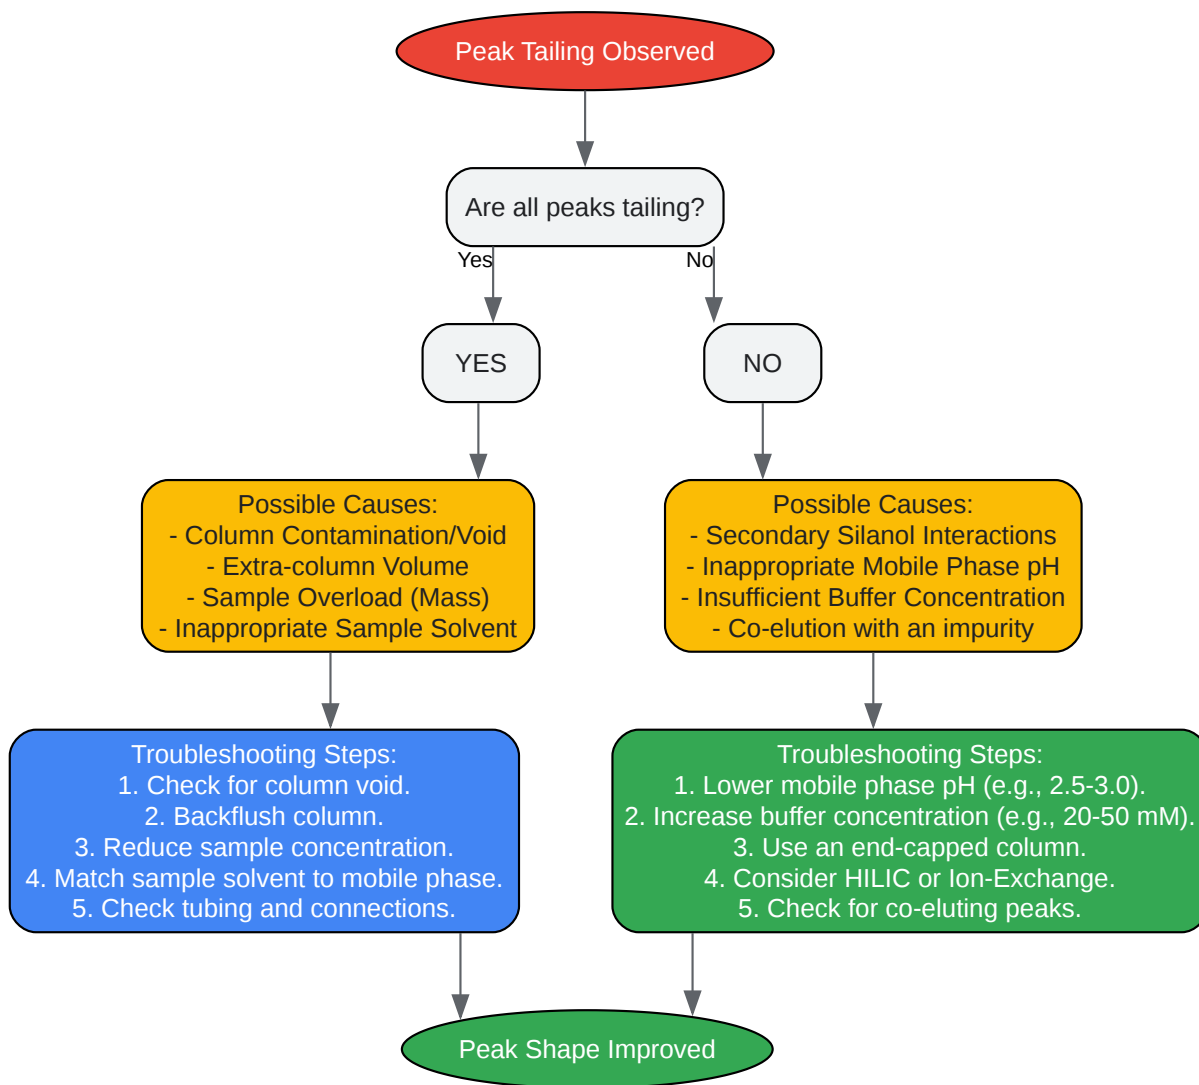 Peak Tailing Observed
Are all peaks tailing?
Yes
No
YES
NO
Possible Causes:
- Column Contamination/Void
- Extra-column Volume
- Sample Overload (Mass)
- Inappropriate Sample Solvent
Possible Causes:
- Secondary Silanol Interactions
- Inappropriate Mobile Phase pH
- Insufficient Buffer Concentration
- Co-elution with an impurity
Troubleshooting Steps:
1. Check for column void.
2. Backflush column.
3. Reduce sample concentration.
4. Match sample solvent to mobile phase.
5. Check tubing and connections.
Troubleshooting Steps:
1. Lower mobile phase pH (e.g., 2.5-3.0).
2. Increase buffer concentration (e.g., 20-50 mM).
3. Use an end-capped column.
4. Consider HILIC or Ion-Exchange.
5. Check for co-eluting peaks.
Peak Shape Improved